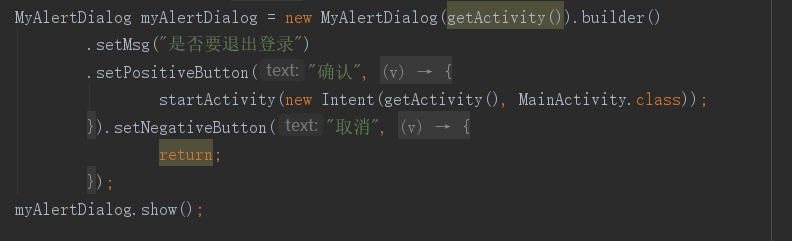 MyAlertDialog myAlertDialog = new MyAlertDialog(getActivity()).builder()
.setMsg("是否要退出登录")
.setPositiveButton( text: "确认", (v) → {
startActivity(new Intent(getActivity(), MainActivity.class));
}).setNegativeButton( text: "取消", (v) → {
return;
});
myAlertDialog.show();